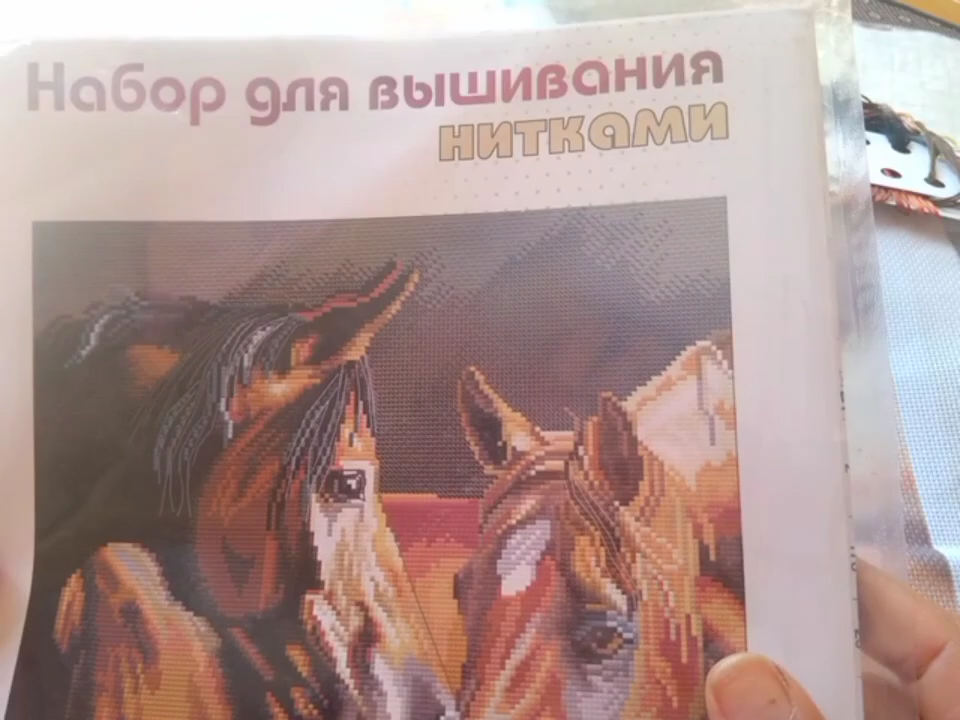 Набор для вышивания
нитками